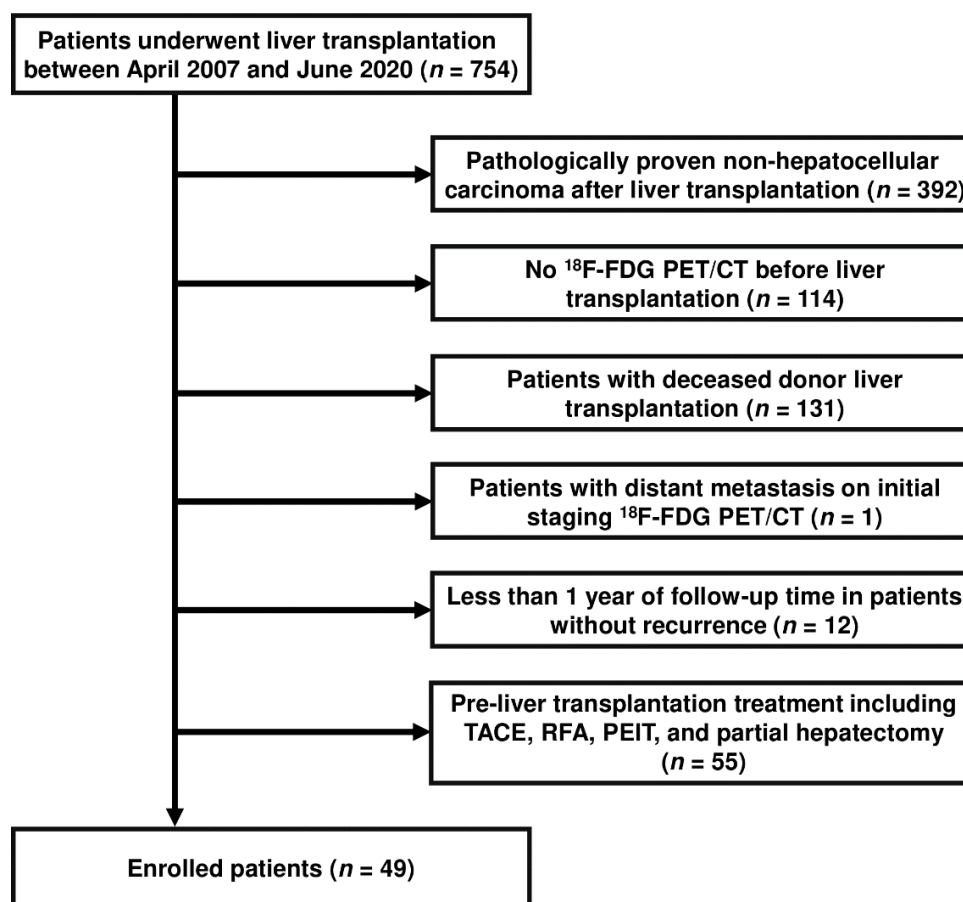 Patients underwent liver transplantation
between April 2007 and June 2020 (n = 754)
Pathologically proven non-hepatocellular
carcinoma after liver transplantation (n = 392)
No ¹⁸F-FDG PET/CT before liver
transplantation (n = 114)
Patients with deceased donor liver
transplantation (n = 131)
Patients with distant metastasis on initial
staging ¹⁸F-FDG PET/CT (n = 1)
Less than 1 year of follow-up time in patients
without recurrence (n = 12)
Pre-liver transplantation treatment including
TACE, RFA, PEIT, and partial hepatectomy
(n = 55)
Enrolled patients (n = 49)